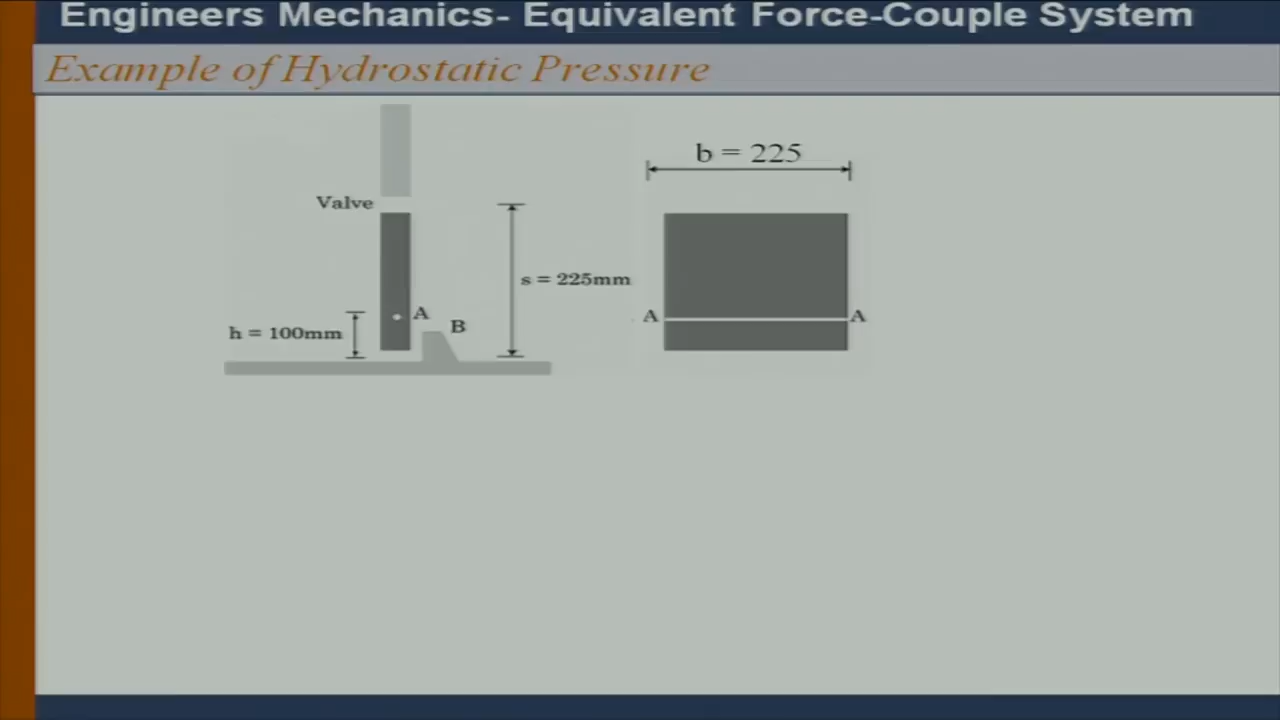 Engineers Mechanics- Equivalent Force-Couple System
Example of Hydrostatic Pressure
b = 225
Valve
s = 225mm
A
B
h = 100mm
A
A